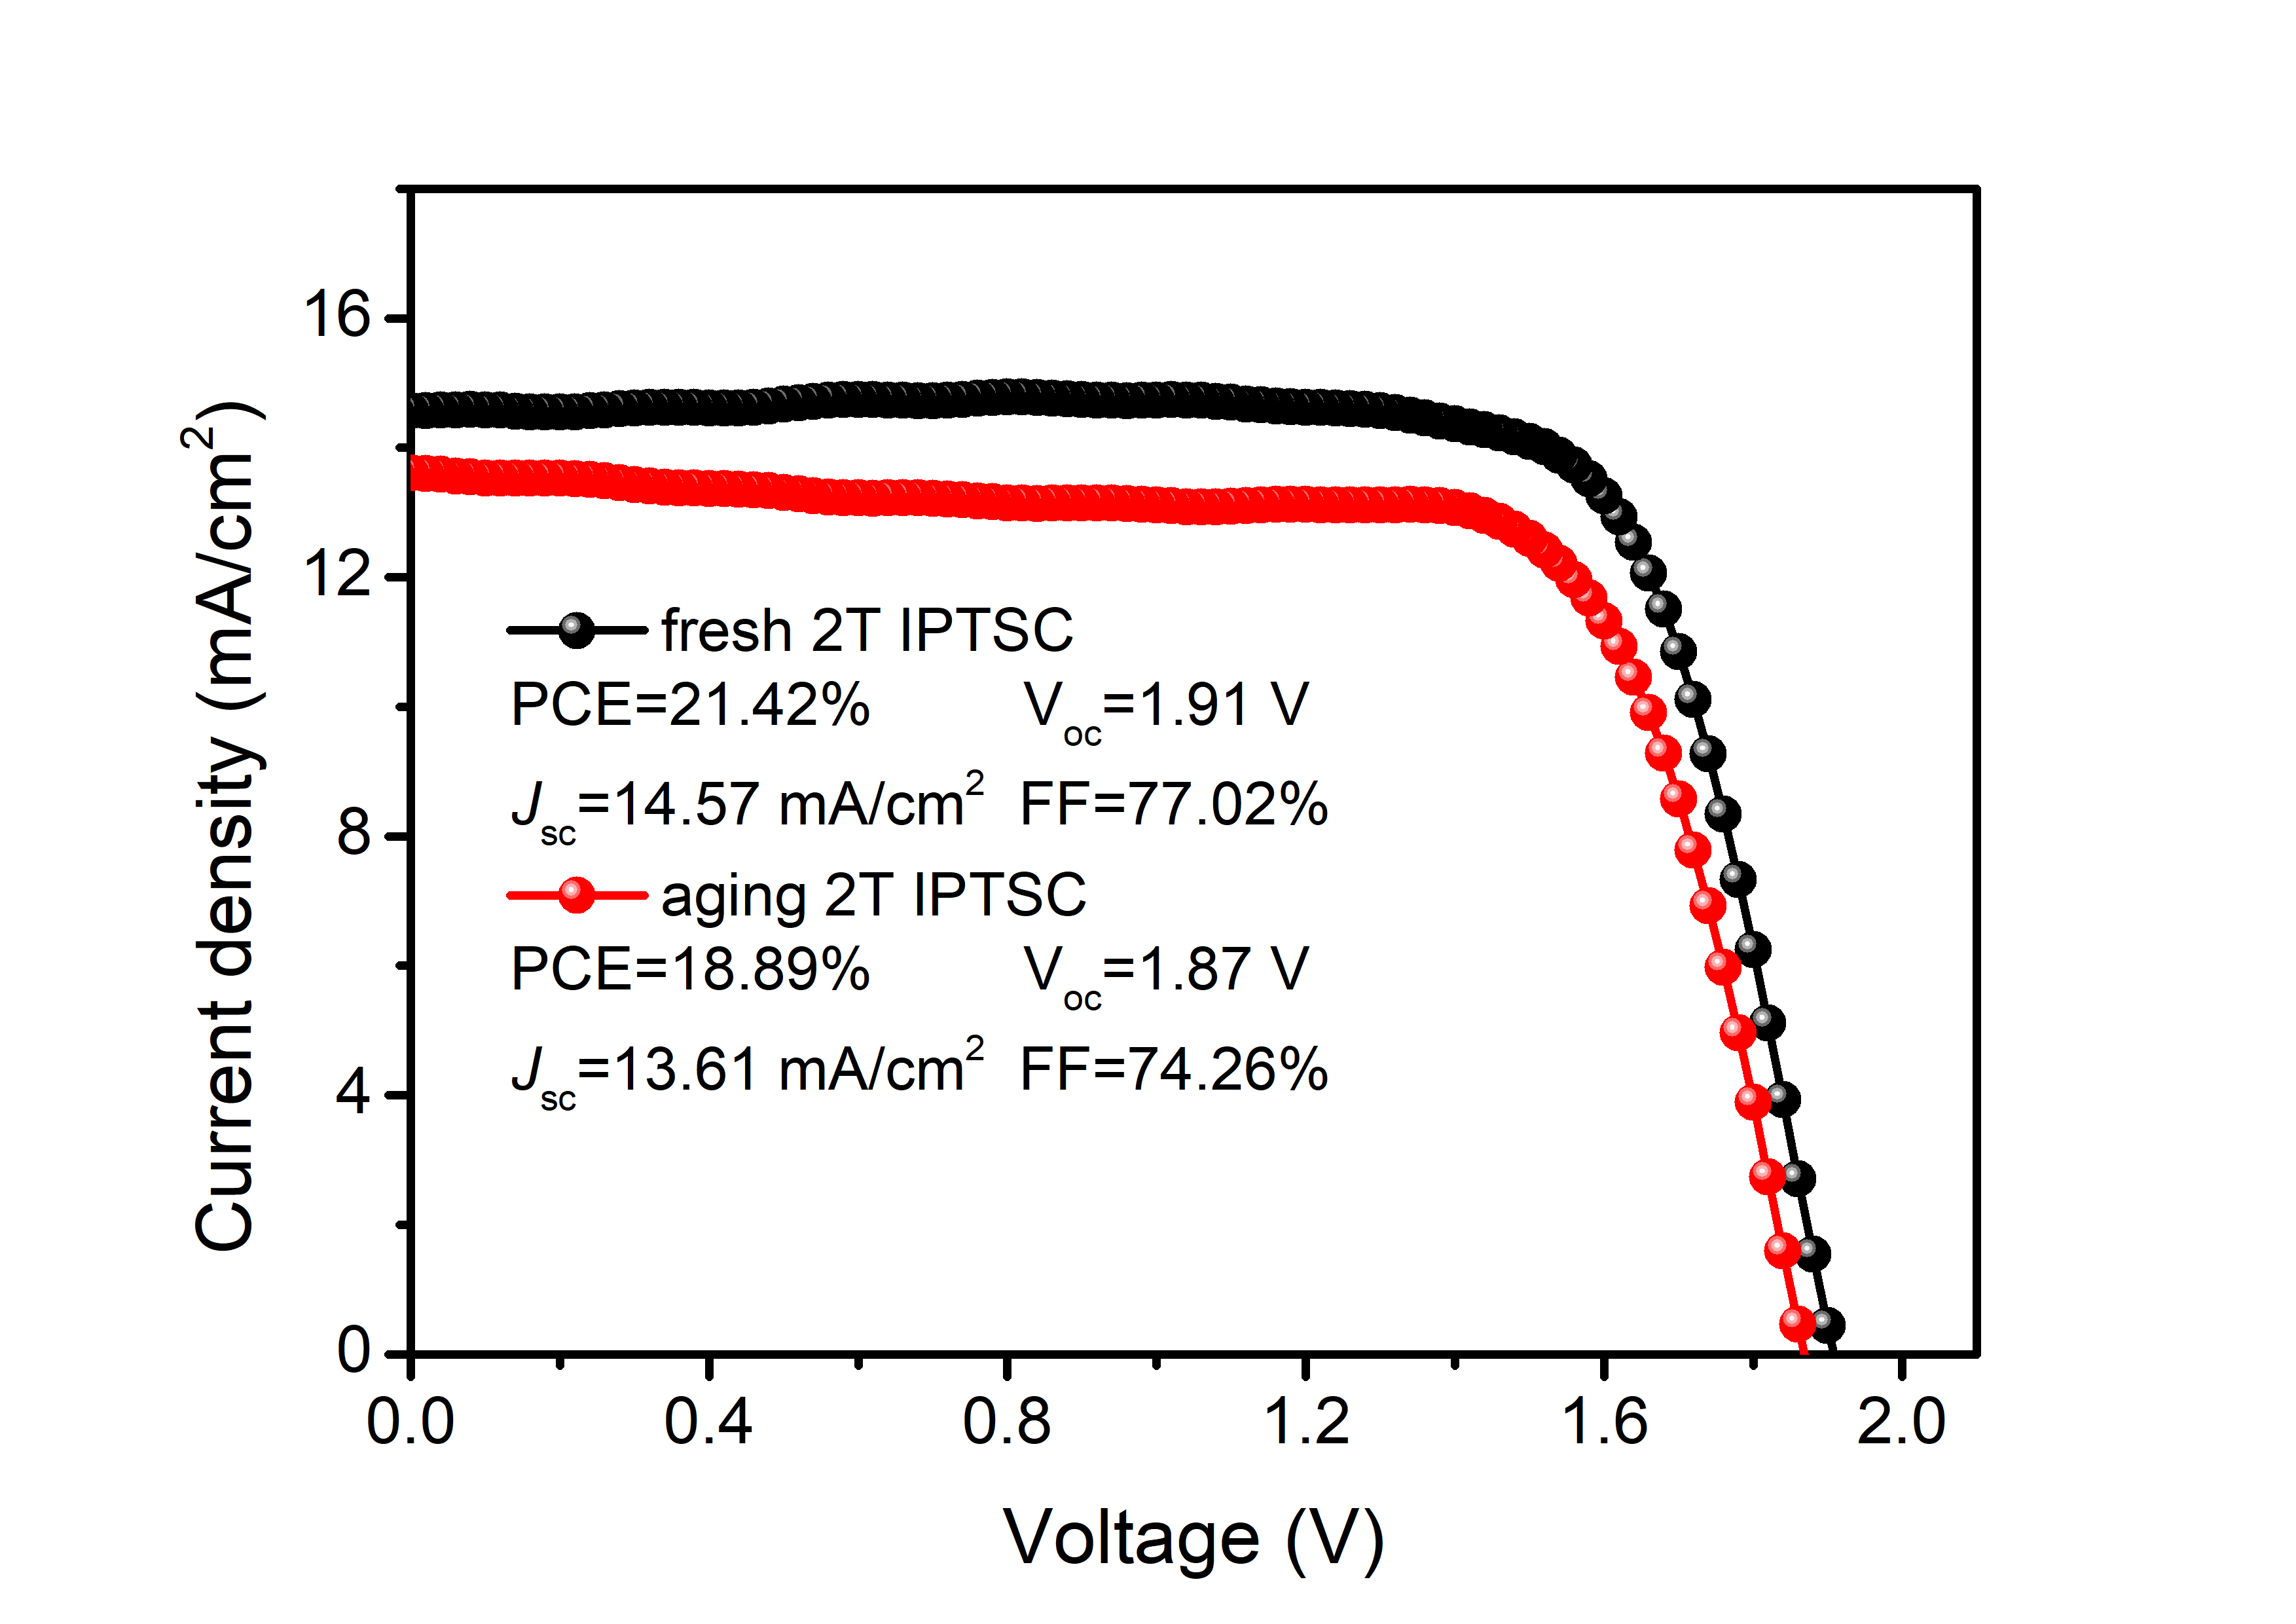 Current density (mA/cm²)
16
12
8
4
0
fresh 2T IPTSC
PCE=21.42% Voc=1.91 V
Jsc=14.57 mA/cm² FF=77.02%
aging 2T IPTSC
PCE=18.89% Voc=1.87 V
Jsc=13.61 mA/cm² FF=74.26%
0.0 0.4 0.8 1.2 1.6 2.0
Voltage (V)